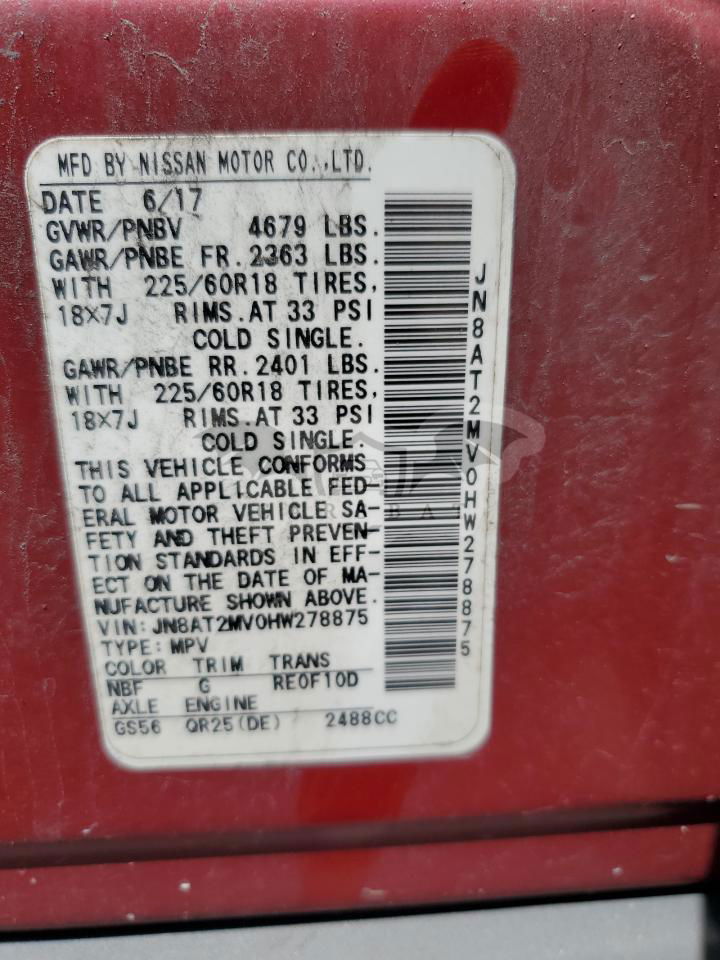 MFD BY NISSAN MOTOR CO.,LTD.
DATE 6/17
GVWR/PNBV 4679 LBS.
GAWR/PNBE FR. 2363 LBS.
WITH 225/60R18 TIRES,
18X7J RIMS.AT 33 PSI
COLD SINGLE.
GAWR/PNBE RR. 2401 LBS.
WITH 225/60R18 TIRES,
18X7J RIMS.AT 33 PSI
COLD SINGLE.
THIS VEHICLE CONFORMS
TO ALL APPLICABLE FED-
ERAL MOTOR VEHICLE SA-
FETY AND THEFT PREVEN-
TION STANDARDS IN EFF-
ECT ON THE DATE OF MA-
NUFACTURE SHOWN ABOVE.
VIN: JN8AT2MV0HW278875
TYPE: MPV
COLOR TRIM TRANS
NBF G RE0F10D
AXLE ENGINE
GS56 QR25(DE) 2488CC
JN8AT2MV0HW278875